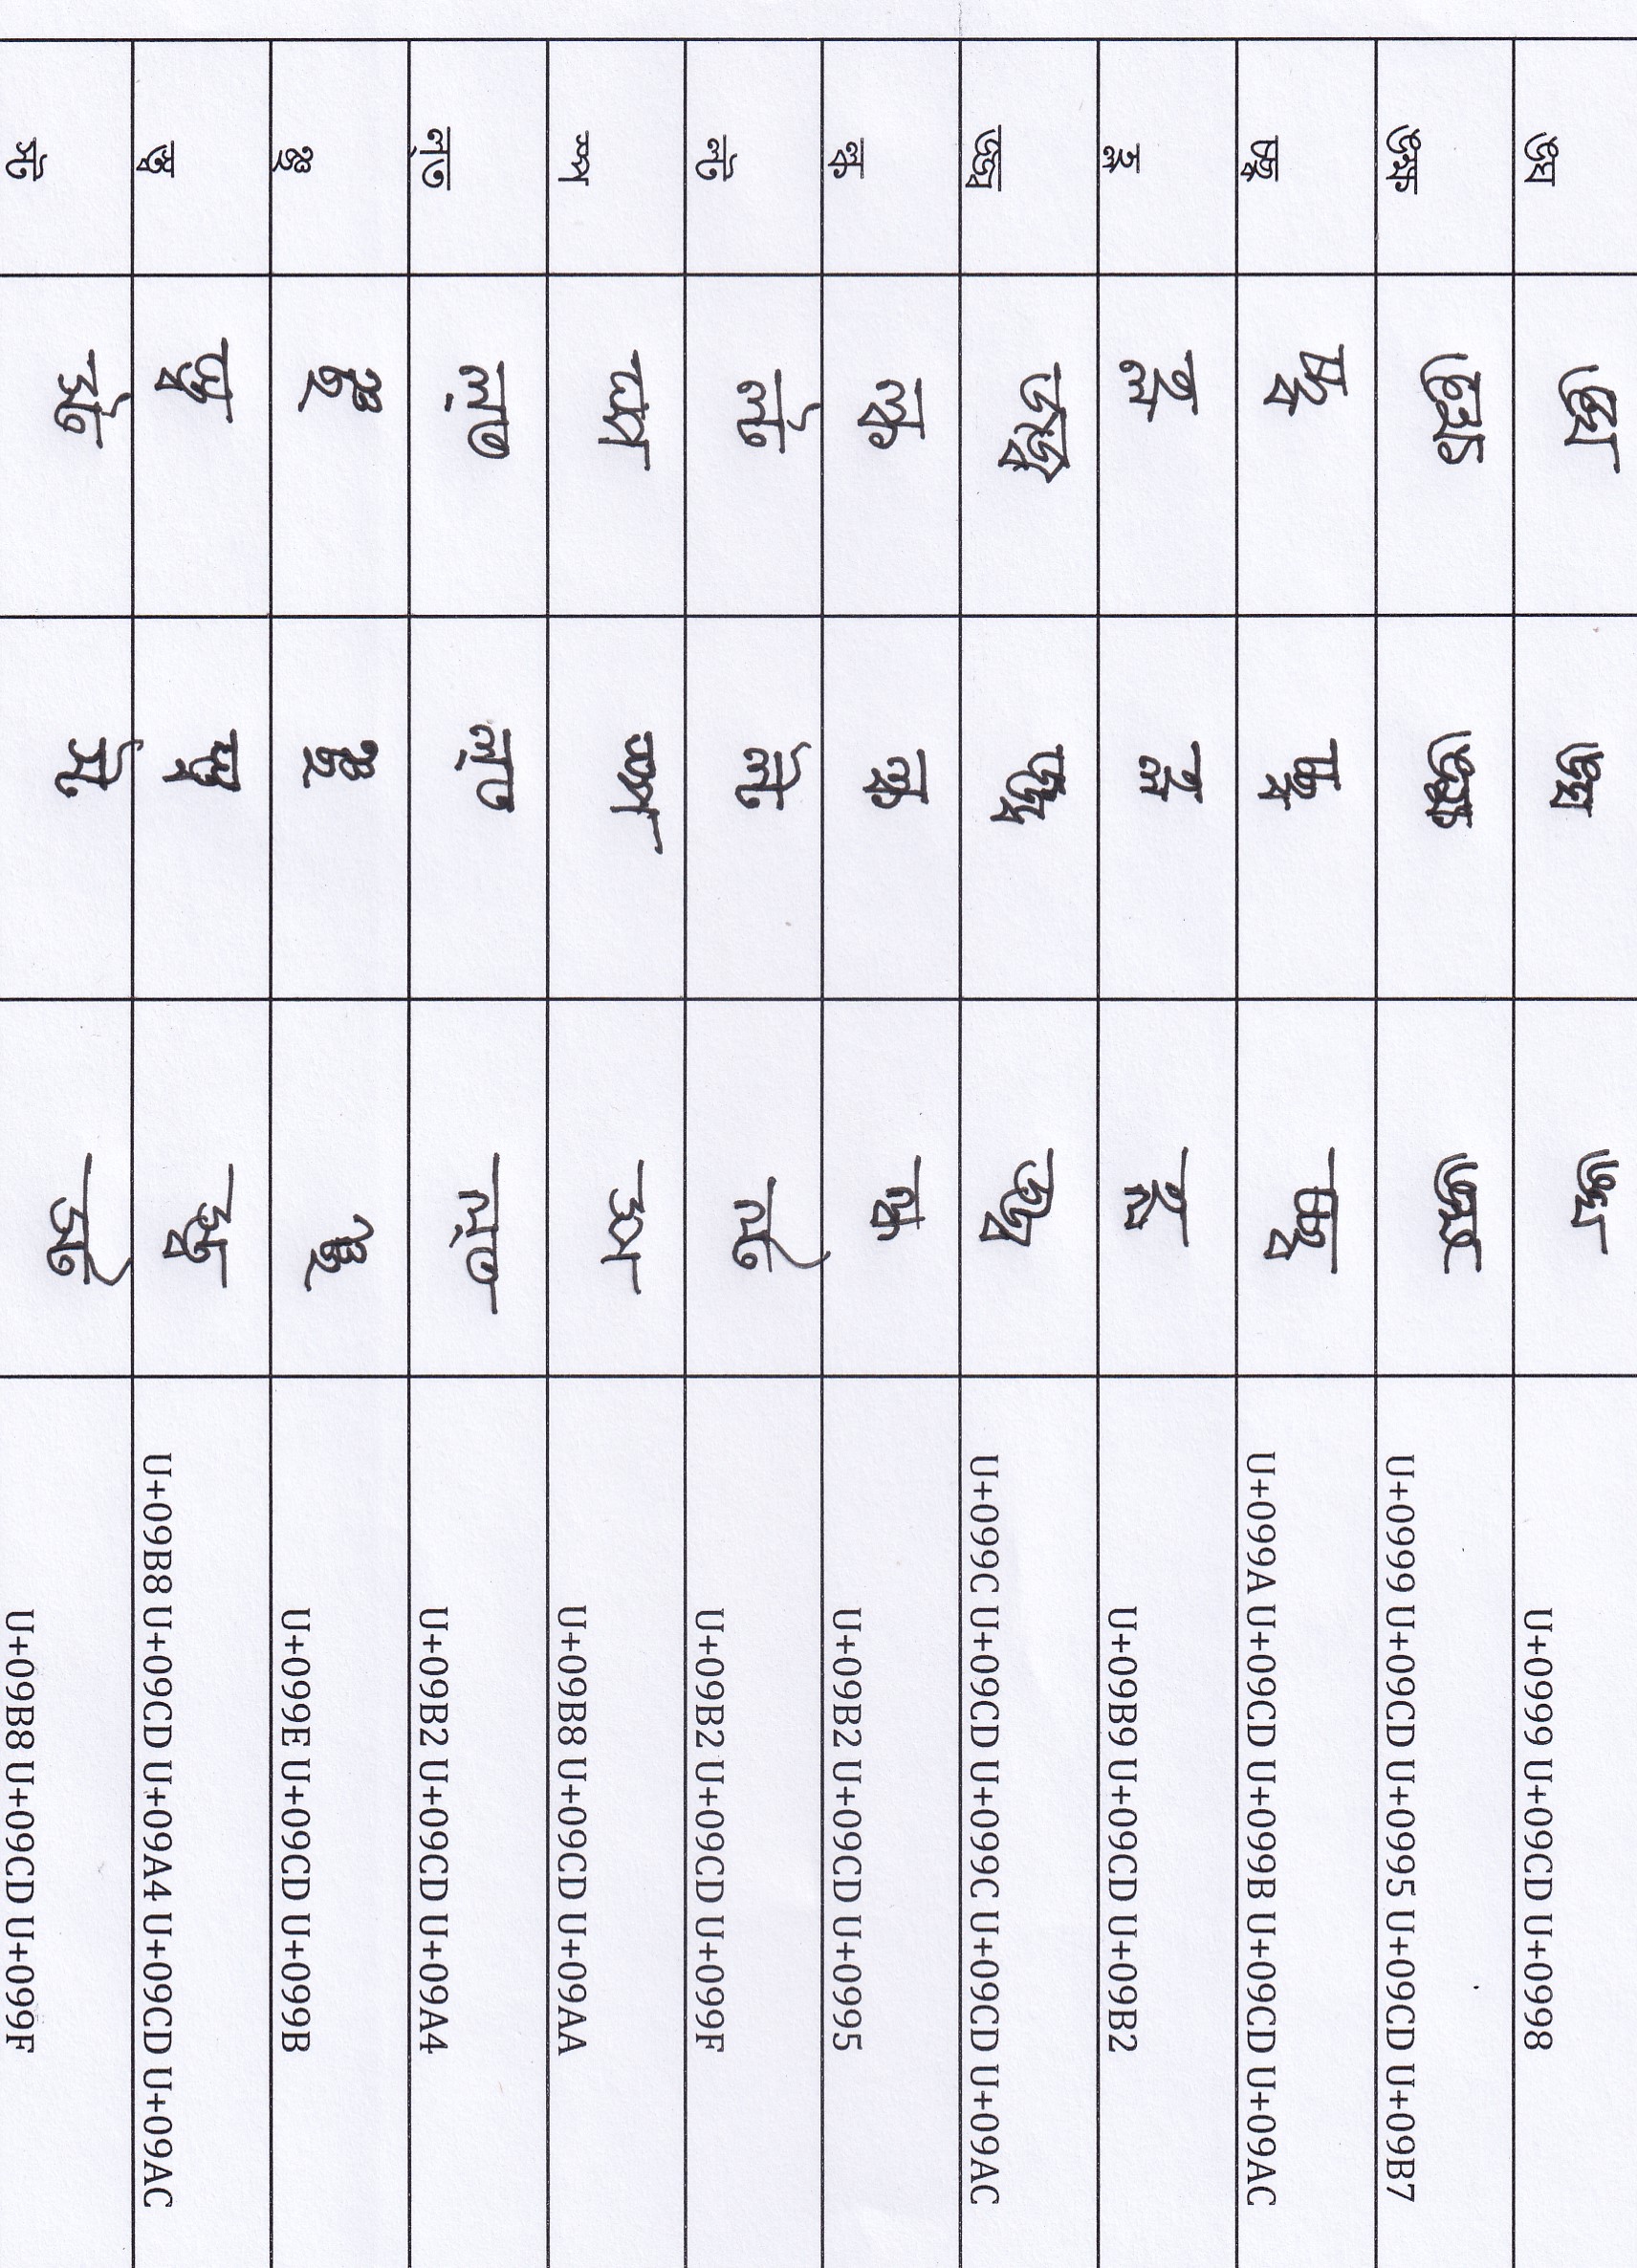 ঙ্ঘ ঙ্ঘ ঙ্ঘ ঙ্ঘ U+0999 U+09CD U+0998
ঙ্ক্ষ ঙ্ক্ষ ঙ্ক্ষ ঙ্ক্ষ U+0999 U+09CD U+0995 U+09CD U+09B7
চ্ছ্ব চ্ছ্ব চ্ছ্ব চ্ছ্ব U+099A U+09CD U+099B U+09CD U+09AC
হ্ল হ্ল হ্ল হ্ল U+09B9 U+09CD U+09B2
জ্জ্ব জ্জ্ব জ্জ্ব জ্জ্ব U+099C U+09CD U+099C U+09CD U+09AC
ল্ক ল্ক ল্ক ল্ক U+09B2 U+09CD U+0995
ল্ট ল্ট ল্ট ল্ট U+09B2 U+09CD U+099F
স্প স্প স্প স্প U+09B8 U+09CD U+09AA
ল্ত ল্ত ল্ত ল্ত U+09B2 U+09CD U+09A4
ঞ্ছ ঞ্ছ ঞ্ছ ঞ্ছ U+099E U+09CD U+099B
স্ত্ব স্ত্ব স্ত্ব স্ত্ব U+09B8 U+09CD U+09A4 U+09CD U+09AC
স্ট স্ট স্ট স্ট U+09B8 U+09CD U+099F